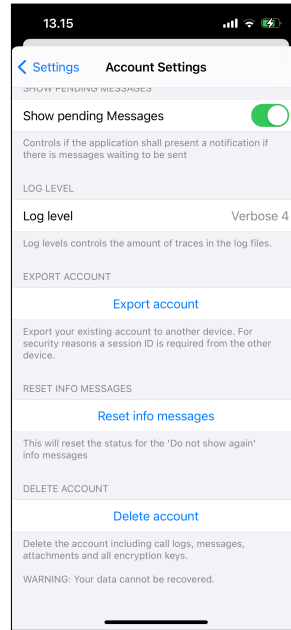 13.15
Settings
Account Settings
SHOW PENDING MESSAGES
Show pending Messages
Controls if the application shall present a notification if
there is messages waiting to be sent
LOG LEVEL
Log level Verbose 4
Log levels controls the amount of traces in the log files.
EXPORT ACCOUNT
Export account
Export your existing account to another device. For
security reasons a session ID is required from the other
device.
RESET INFO MESSAGES
Reset info messages
This will reset the status for the 'Do not show again'
info messages
DELETE ACCOUNT
Delete account
Delete the account including call logs, messages,
attachments and all encryption keys.
WARNING: Your data cannot be recovered.